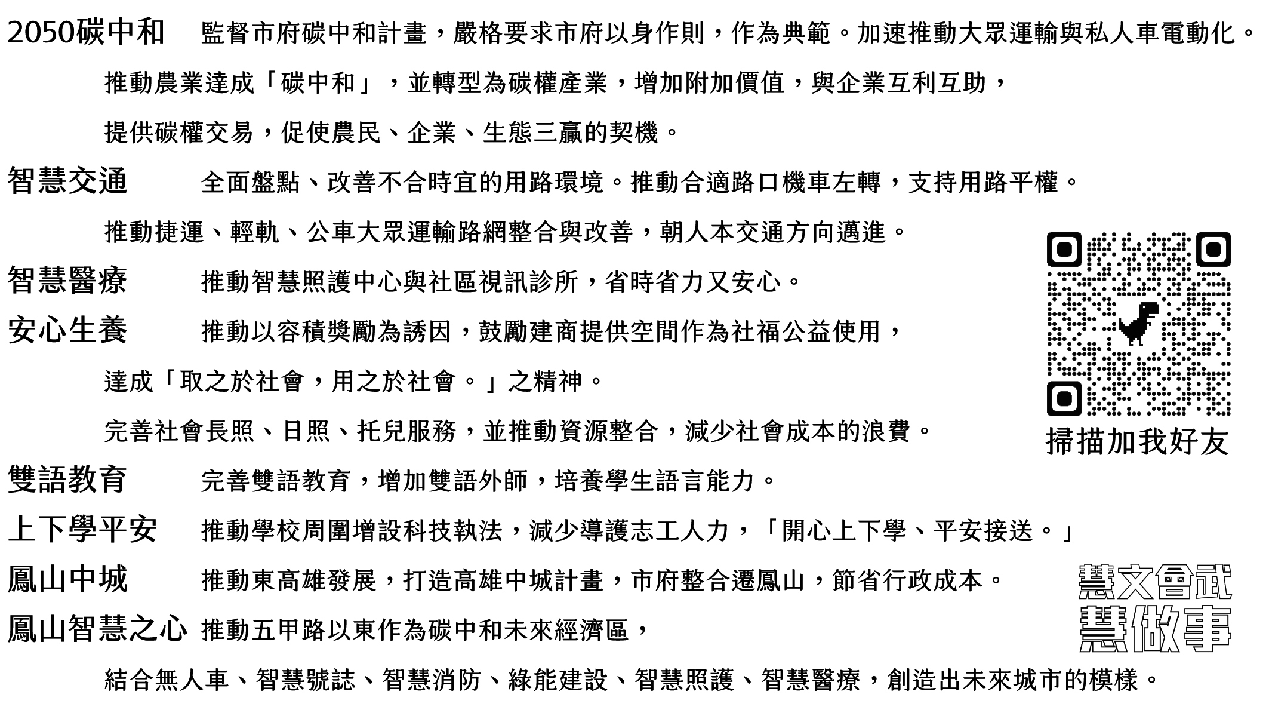 2050碳中和 監督市府碳中和計畫，嚴格要求市府以身作則，作為典範。加速推動大眾運輸與私人車電動化。
推動農業達成「碳中和」，並轉型為碳權產業，增加附加價值，與企業互利互助，
提供碳權交易，促使農民、企業、生態三贏的契機。
智慧交通 全面盤點、改善不合時宜的用路環境。推動合適路口機車左轉，支持用路平權。
推動捷運、輕軌、公車大眾運輸路網整合與改善，朝人本交通方向邁進。
智慧醫療 推動智慧照護中心與社區視訊診所，省時省力又安心。
安心生養 推動以容積獎勵為誘因，鼓勵建商提供空間作為社福公益使用，
達成「取之於社會，用之於社會。」之精神。
完善社會長照、日照、托兒服務，並推動資源整合，減少社會成本的浪費。
掃描加我好友
雙語教育 完善雙語教育，增加雙語外師，培養學生語言能力。
上下學平安 推動學校周圍增設科技執法，減少導護志工人力，「開心上下學、平安接送。」
鳳山中城 推動東高雄發展，打造高雄中城計畫，市府整合遷鳳山，節省行政成本。
鳳山智慧之心 推動五甲路以東作為碳中和未來經濟區，
結合無人車、智慧號誌、智慧消防、綠能建設、智慧照護、智慧醫療，創造出未來城市的模樣。
慧文會武
慧做事